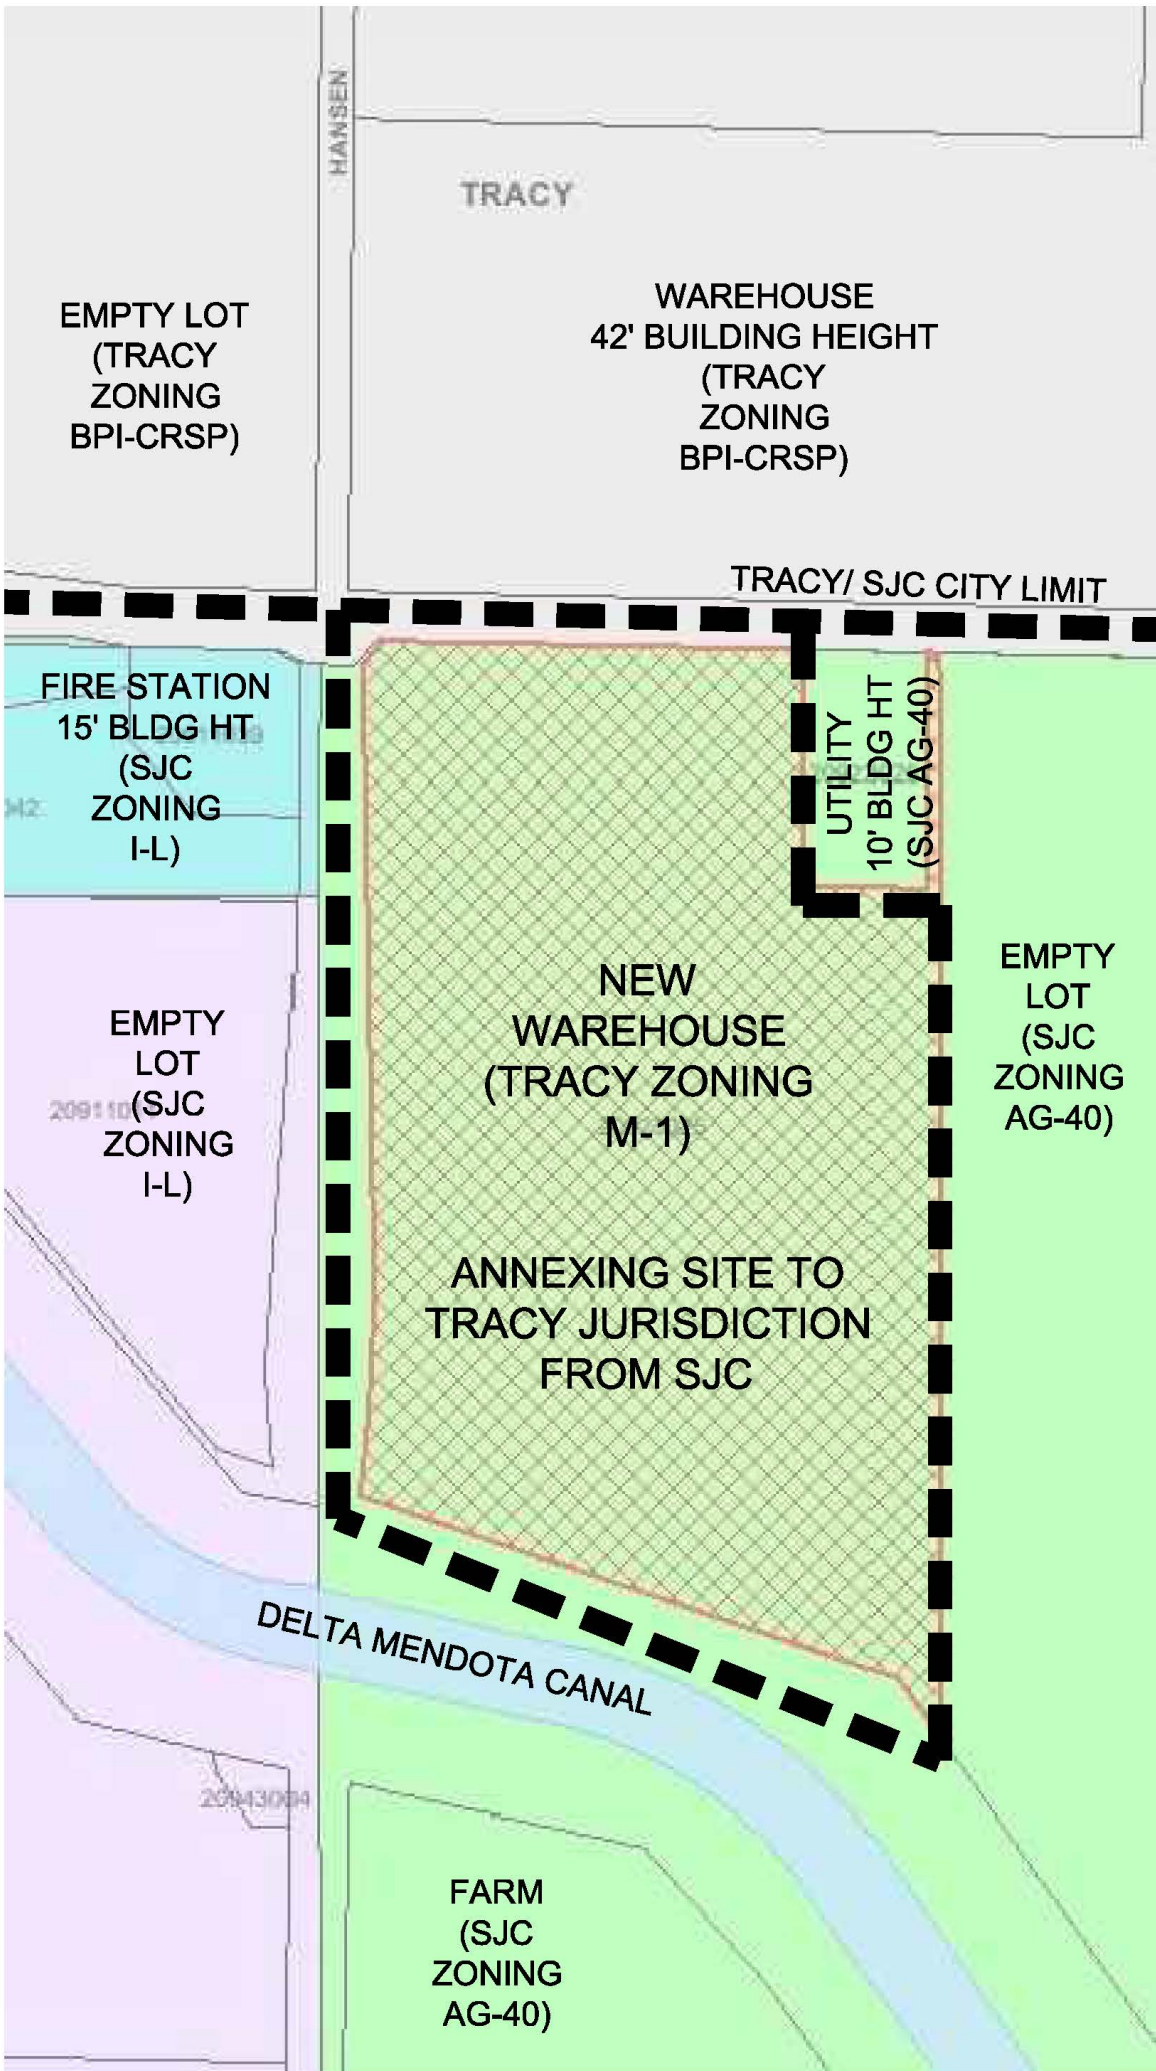 HANSEN
TRACY
EMPTY LOT
(TRACY
ZONING
BPI-CRSP)
WAREHOUSE
42' BUILDING HEIGHT
(TRACY
ZONING
BPI-CRSP)
TRACY/ SJC CITY LIMIT
FIRE STATION
15' BLDG HT
(SJC
ZONING
I-L)
UTILITY
10' BLDG HT
(SJC AG-40)
NEW
WAREHOUSE
(TRACY ZONING
M-1)
EMPTY
LOT
(SJC
ZONING
AG-40)
EMPTY
LOT
(SJC
ZONING
I-L)
ANNEXING SITE TO
TRACY JURISDICTION
FROM SJC
DELTA MENDOTA CANAL
20943004
FARM
(SJC
ZONING
AG-40)